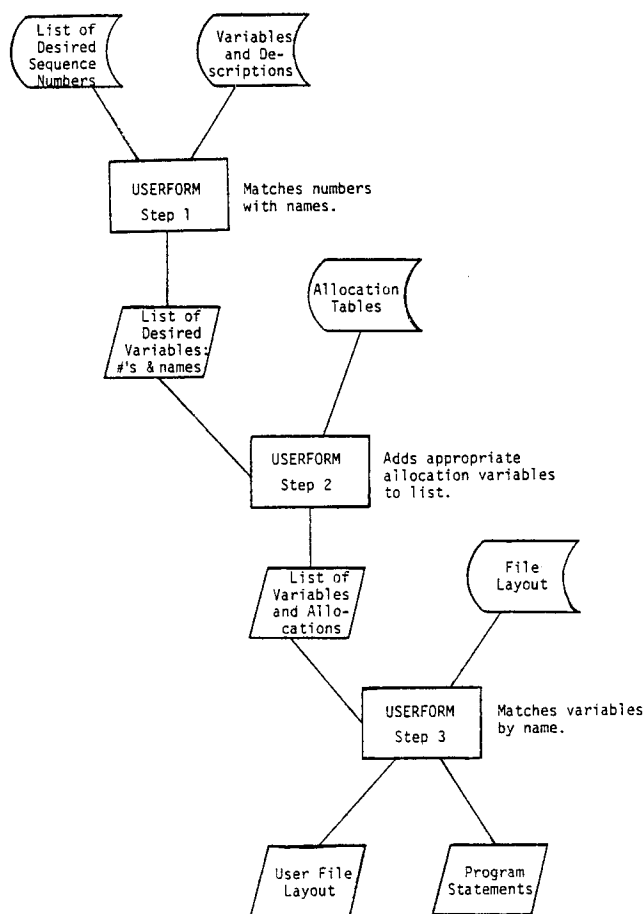 List of
Desired
Sequence
Numbers
Variables
and De-
scriptions
USERFORM
Step 1
Matches numbers
with names.
List of
Desired
Variables:
#'s & names
Allocation
Tables
USERFORM
Step 2
Adds appropriate
allocation variables
to list.
List of
Variables
and Allo-
cations
File
Layout
USERFORM
Step 3
Matches variables
by name.
User File
Layout
Program
Statements